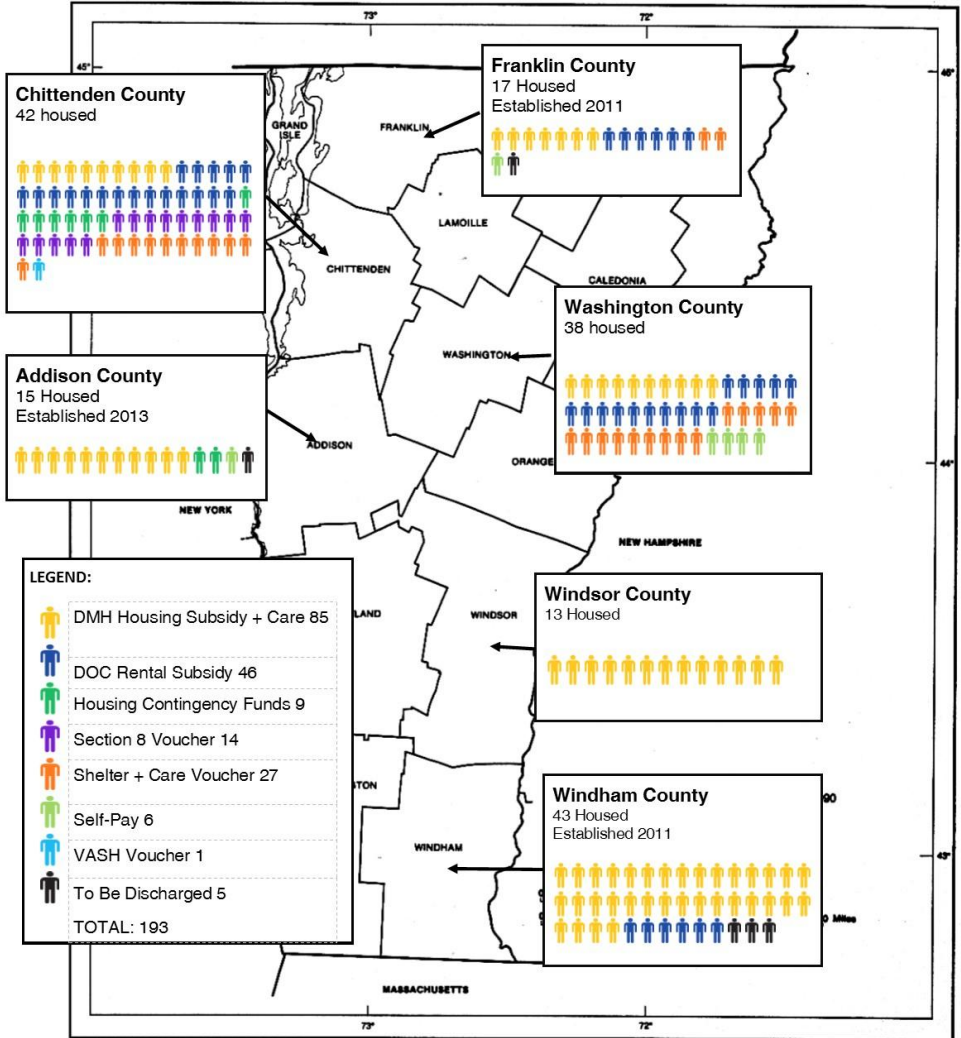 73°
72°
45°
45°
Chittenden County
42 housed
Franklin County
17 Housed
Established 2011
GRAND
ISLE
FRANKLIN
LAMOILLE
CHITTENDEN
CALEDONIA
Washington County
38 housed
WASHINGTON
Addison County
15 Housed
Established 2013
ADDISON
ORANGE
44°
NEW YORK
NEW HAMPSHIRE
LEGEND:
DMH Housing Subsidy + Care 85
DOC Rental Subsidy 46
Housing Contingency Funds 9
Section 8 Voucher 14
Shelter + Care Voucher 27
Self-Pay 6
VASH Voucher 1
To Be Discharged 5
TOTAL: 193
LAND
WINDSOR
Windsor County
13 Housed
TON
Windham County
43 Housed
Established 2011
90
WINDHAM
43°
0 Miles
MASSACHUSETTS
73°
72°